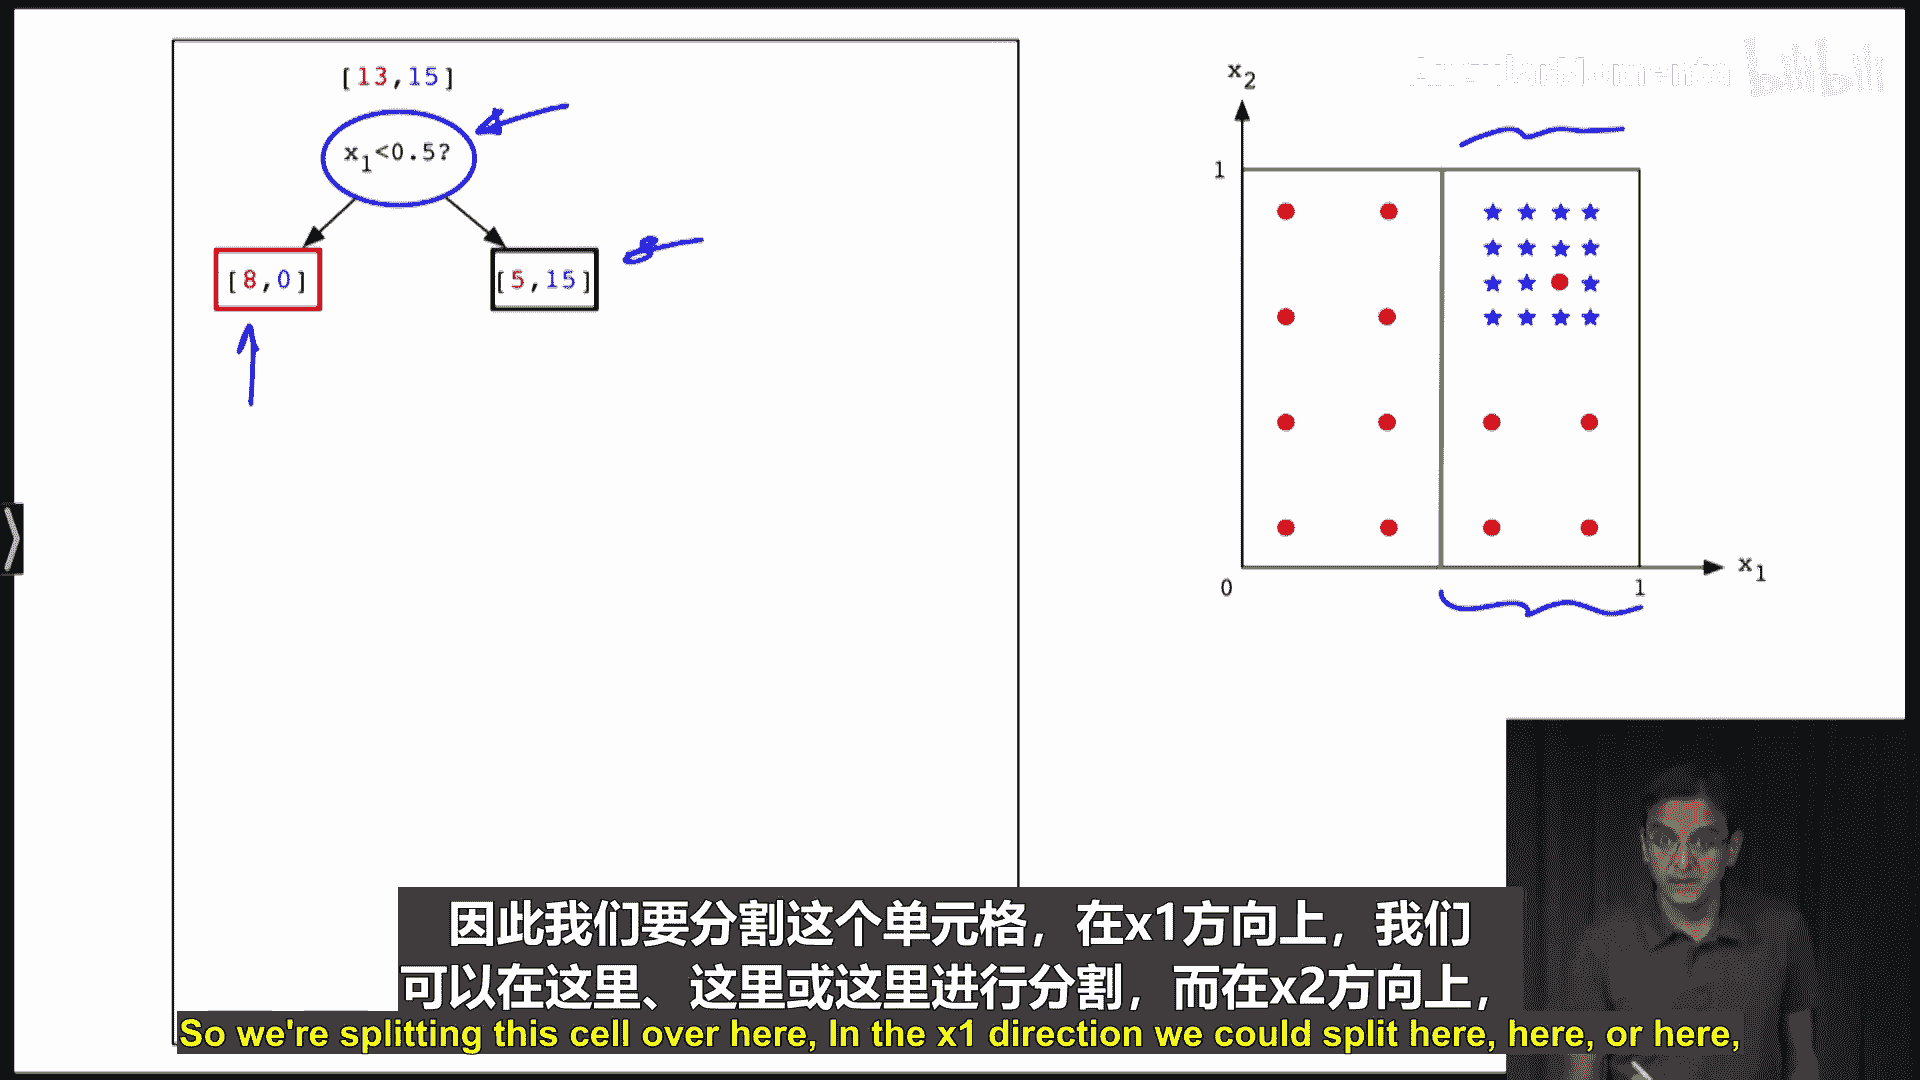 [13,15]
x1<0.5?
[8,0]
[5,15]
x2
1
0
1
x1
bilibili
因此我们要分割这个单元格，在x1方向上，我们
可以在这里、这里或这里进行分割，而在x2方向上，
So we're splitting this cell over here, In the x1 direction we could split here, here, or here,